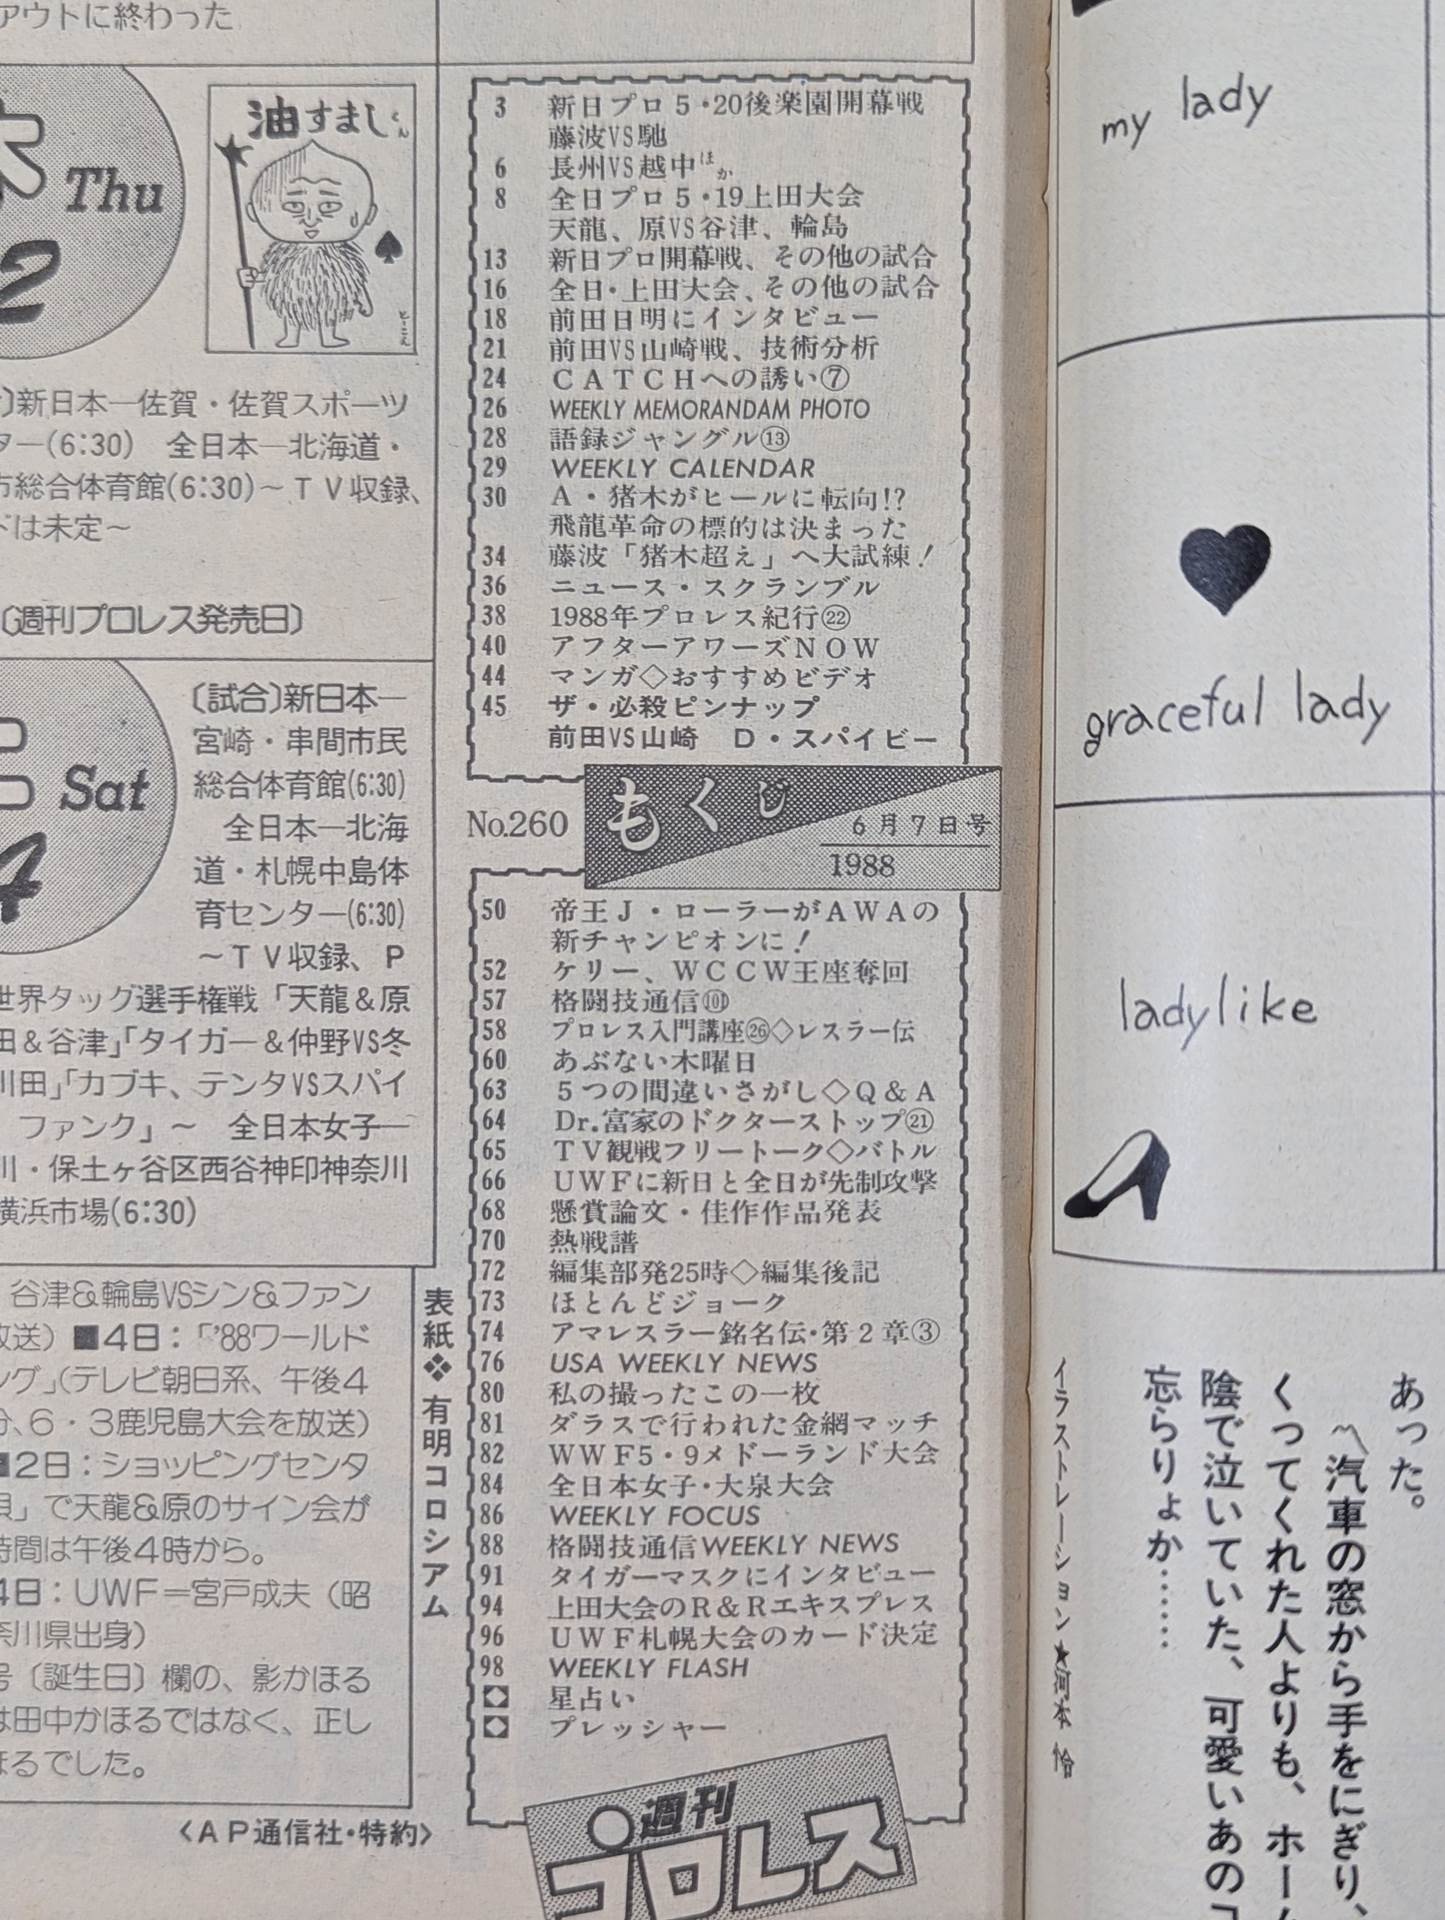 アウトに終わった
木
Thu
2
油すましくん
とーこん
新日本―佐賀・佐賀スポーツ
ター(6:30)　全日本―北海道・
市総合体育館(6:30)～ＴＶ収録、
ドは未定～
〔週刊プロレス発売日〕
土
Sat
4
〔試合〕新日本―
宮崎・串間市民
総合体育館(6:30)
全日本―北海
道・札幌中島体
育センター(6:30)
～ＴＶ収録、Ｐ
世界タッグ選手権戦「天龍＆原
田＆谷津」「タイガー＆仲野VS冬
川田」「カブキ、テンタVSスパイ
ファンク」～　全日本女子―
川・保土ヶ谷区西谷神印神奈川
横浜市場(6:30)
谷津&輪島VSシン&ファン
放送）■4日：「'88ワールド
ング」(テレビ朝日系、午後4
分、6・3鹿児島大会を放送)
■2日：ショッピングセンタ
」で天龍&原のサイン会が
時間は午後4時から。
4日：UWF＝宮戸成夫（昭
奈川県出身）
号〔誕生日〕欄の、影かほる
は田中かほるではなく、正し
ほるでした。
〈ＡＰ通信社・特約〉
表紙❖有明コロシアム
3　新日プロ５・20後楽園開幕戦
藤波VS馳
6　長州VS越中ほか
8　全日プロ５・19上田大会
天龍、原VS谷津、輪島
13　新日プロ開幕戦、その他の試合
16　全日・上田大会、その他の試合
18　前田日明にインタビュー
21　前田VS山崎戦、技術分析
24　ＣＡＴＣＨへの誘い⑦
26　WEEKLY MEMORANDAM PHOTO
28　語録ジャングル⑬
29　WEEKLY CALENDAR
30　Ａ・猪木がヒールに転向!?
飛龍革命の標的は決まった
34　藤波「猪木超え」へ大試練！
36　ニュース・スクランブル
38　1988年プロレス紀行㉒
40　アフターアワーズＮＯＷ
44　マンガ◇おすすめビデオ
45　ザ・必殺ピンナップ
前田VS山崎　Ｄ・スパイビー
No.260
もくじ
6月7日号
1988
50　帝王Ｊ・ローラーがＡＷＡの
新チャンピオンに！
52　ケリー、ＷＣＣＷ王座奪回
57　格闘技通信(101)
58　プロレス入門講座㉖◇レスラー伝
60　あぶない木曜日
63　５つの間違いさがし◇Ｑ＆Ａ
64　Dr.富家のドクターストップ㉑
65　ＴＶ観戦フリートーク◇バトル
66　ＵＷＦに新日と全日が先制攻撃
68　懸賞論文・佳作作品発表
70　熱戦譜
72　編集部発25時◇編集後記
73　ほとんどジョーク
74　アマレスラー銘名伝・第２章③
76　USA WEEKLY NEWS
80　私の撮ったこの一枚
81　ダラスで行われた金網マッチ
82　ＷＷＦ5・9メドーランド大会
84　全日本女子・大泉大会
86　WEEKLY FOCUS
88　格闘技通信WEEKLY NEWS
91　タイガーマスクにインタビュー
94　上田大会のＲ＆Ｒエキスプレス
96　ＵＷＦ札幌大会のカード決定
98　WEEKLY FLASH
◇　星占い
◇　プレッシャー
週刊
プロレス
my lady
graceful lady
ladylike
あった。
〽汽車の窓から手をにぎり、
くってくれた人よりも、ホーム
陰で泣いていた、可愛いあのコ
忘らりょか……
イラストレーション★河本　怜